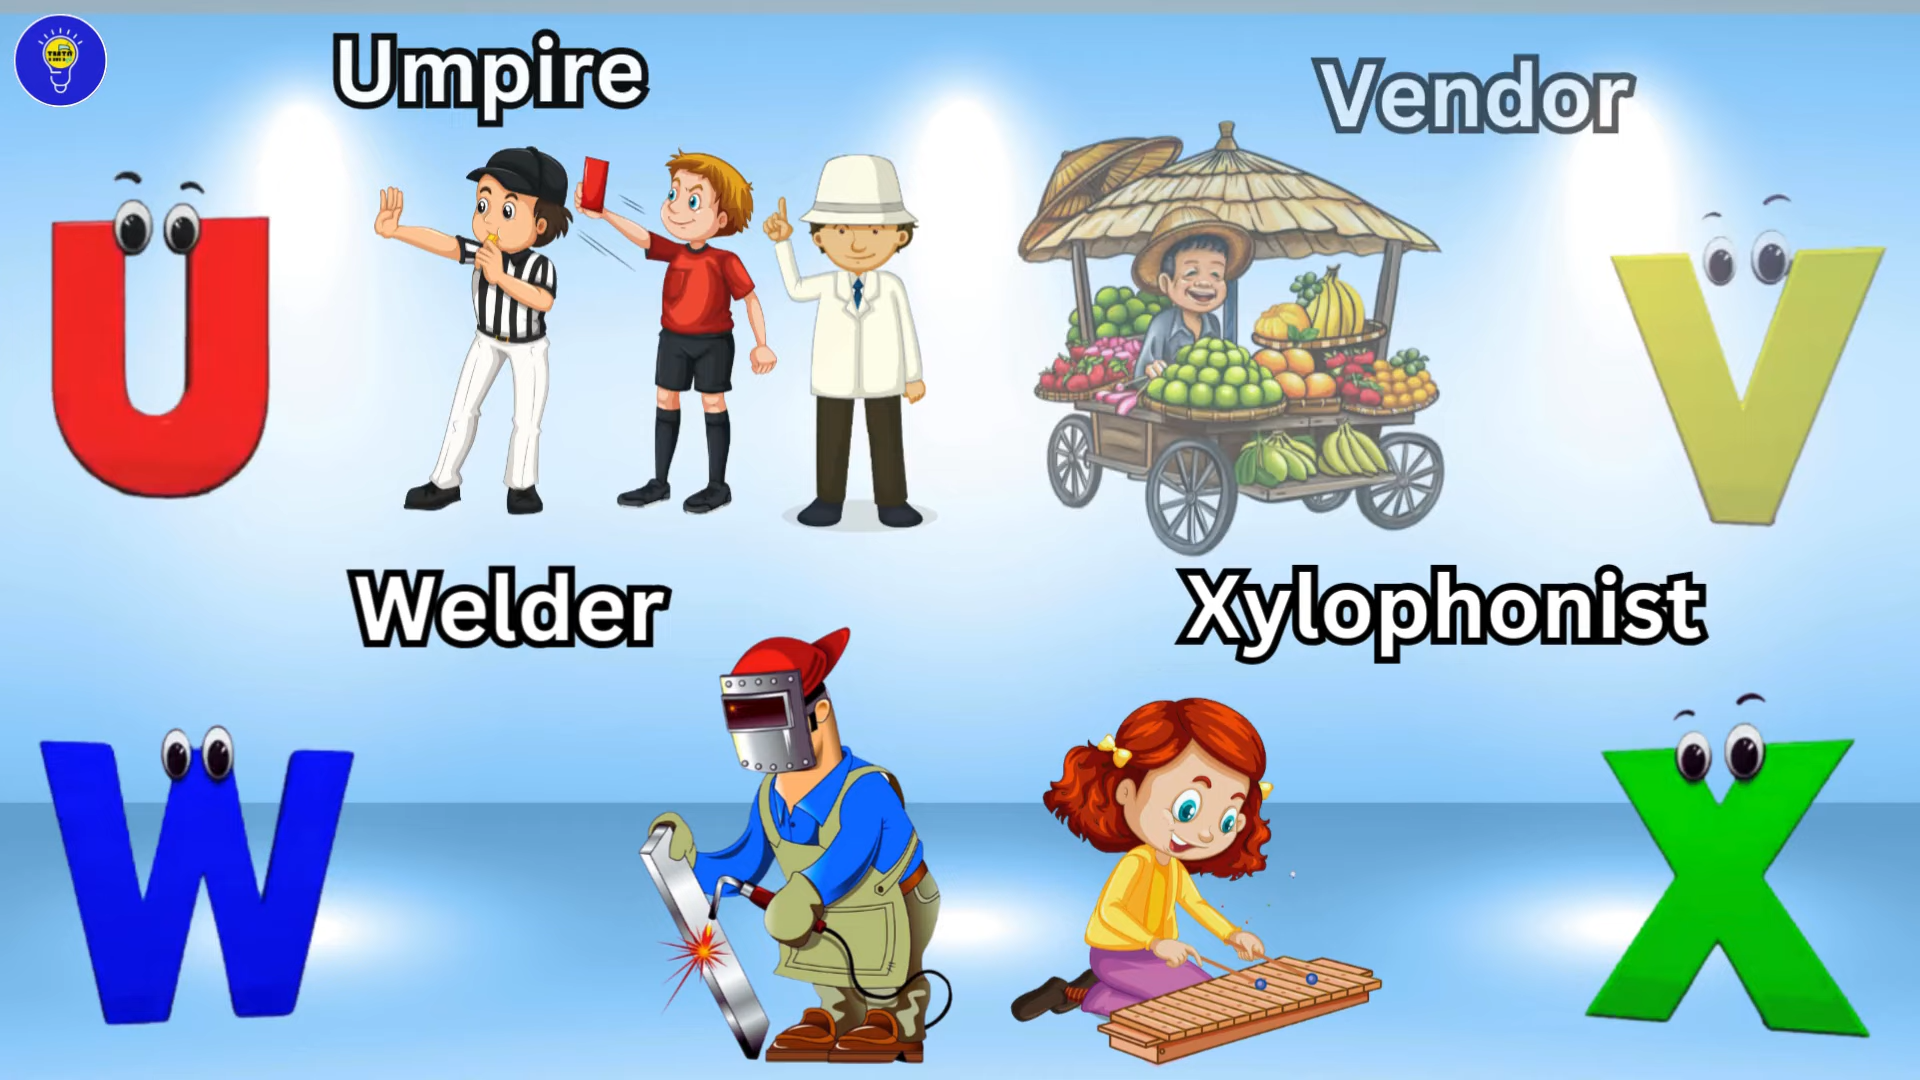 Umpire
Vendor
U
V
Welder
Xylophonist
W
X